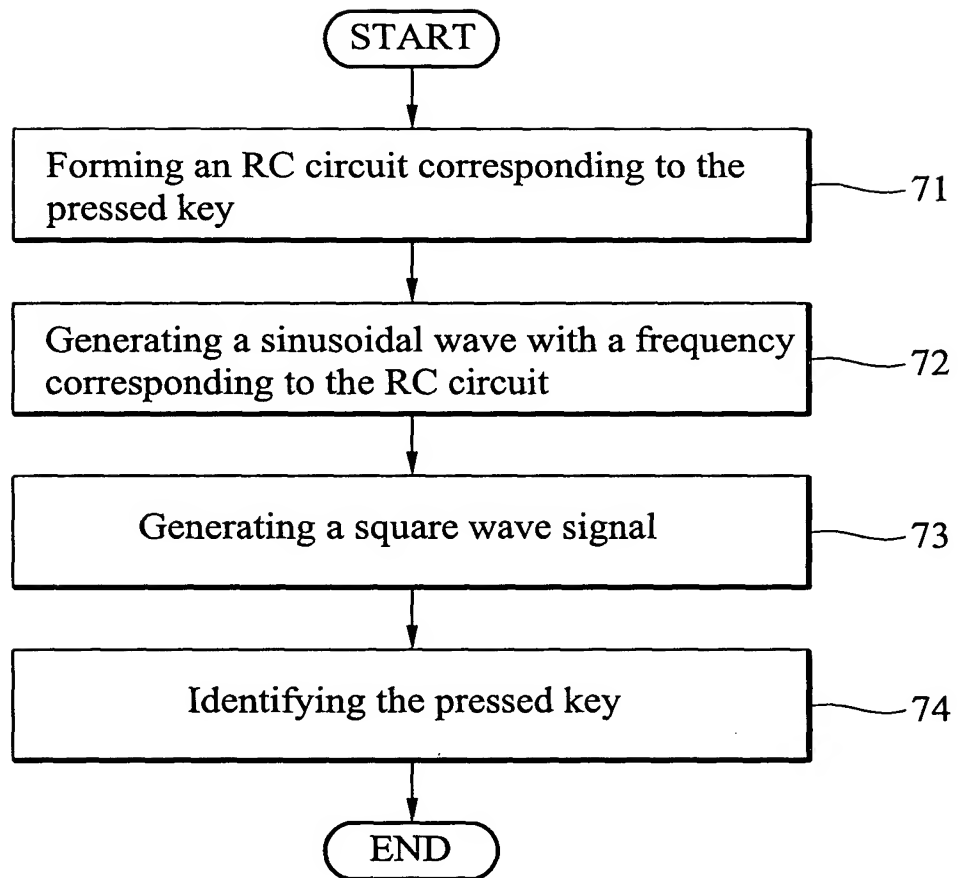 START
Forming an RC circuit corresponding to the
pressed key
71
Generating a sinusoidal wave with a frequency
corresponding to the RC circuit
72
Generating a square wave signal
73
Identifying the pressed key
74
END